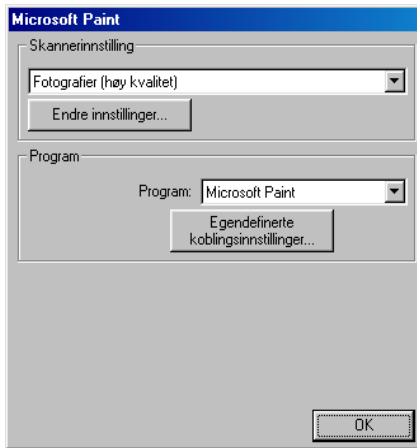 Microsoft Paint
Skannerinnstilling
Fotografier (høy kvalitet)
Endre innstillinger...
Program
Program: Microsoft Paint
Egendefinerte
koblingsinnstillinger...
OK